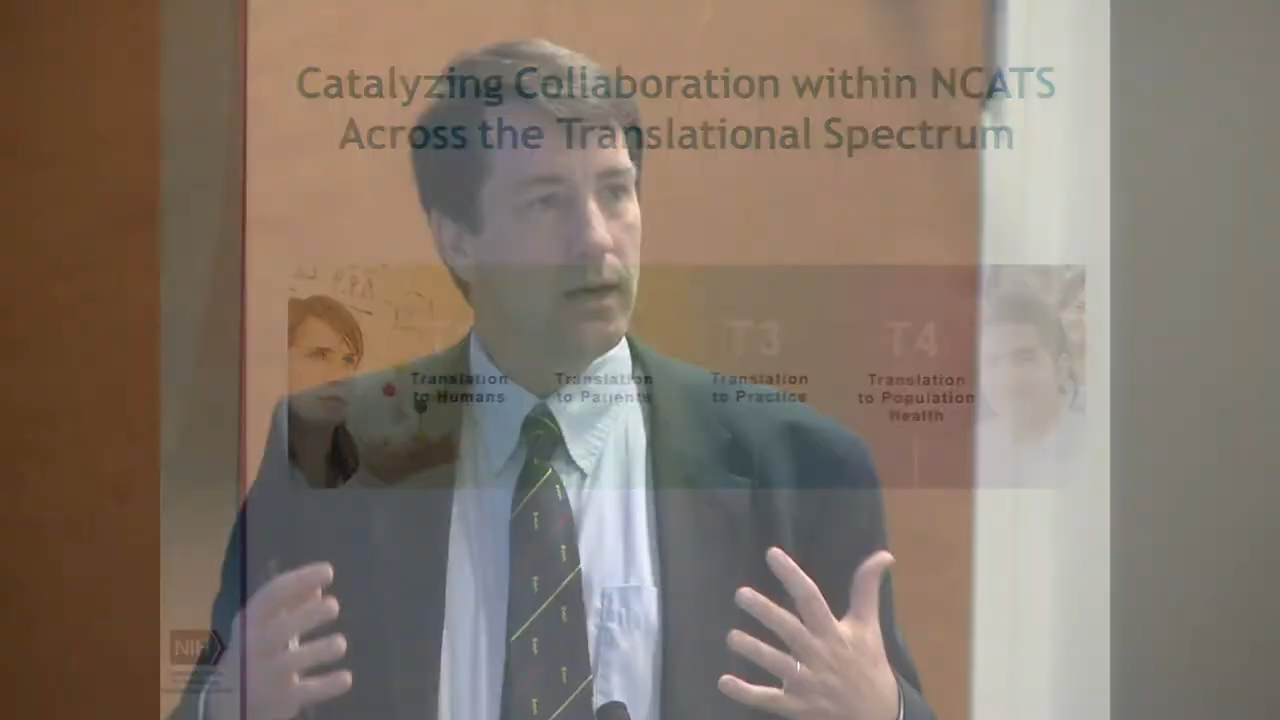 Catalyzing Collaboration within NCATS
Across the Translational Spectrum
T3
T4
Translation
to Humans
Translation
to Patients
Translation
to Practice
Translation
to Population
Health
NIH